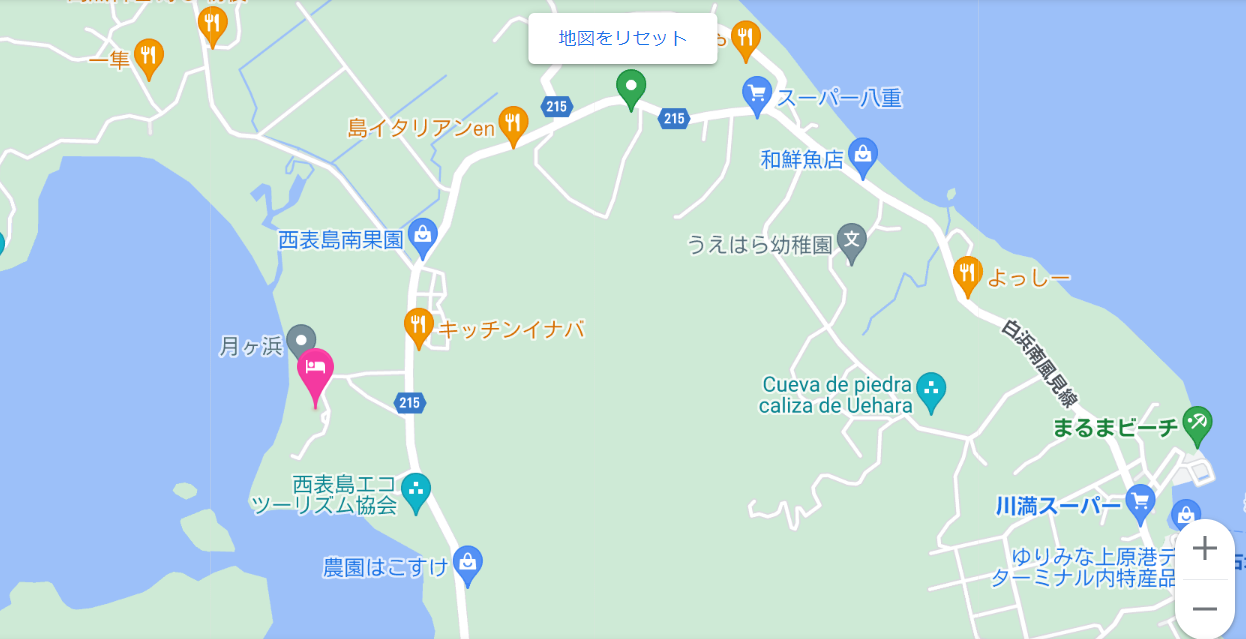 地図をリセット
一隼
215
スーパー八重
島イタリアンen
215
和鮮魚店
西表島南果園
うえはら幼稚園
よっしー
キッチンイナバ
月ヶ浜
白浜南風見線
Cueva de piedra
caliza de Uehara
215
まるまビーチ
西表島エコ
ツーリズム協会
川満スーパー
農園はこすけ
ゆりみな上原港デ
ターミナル内特産品